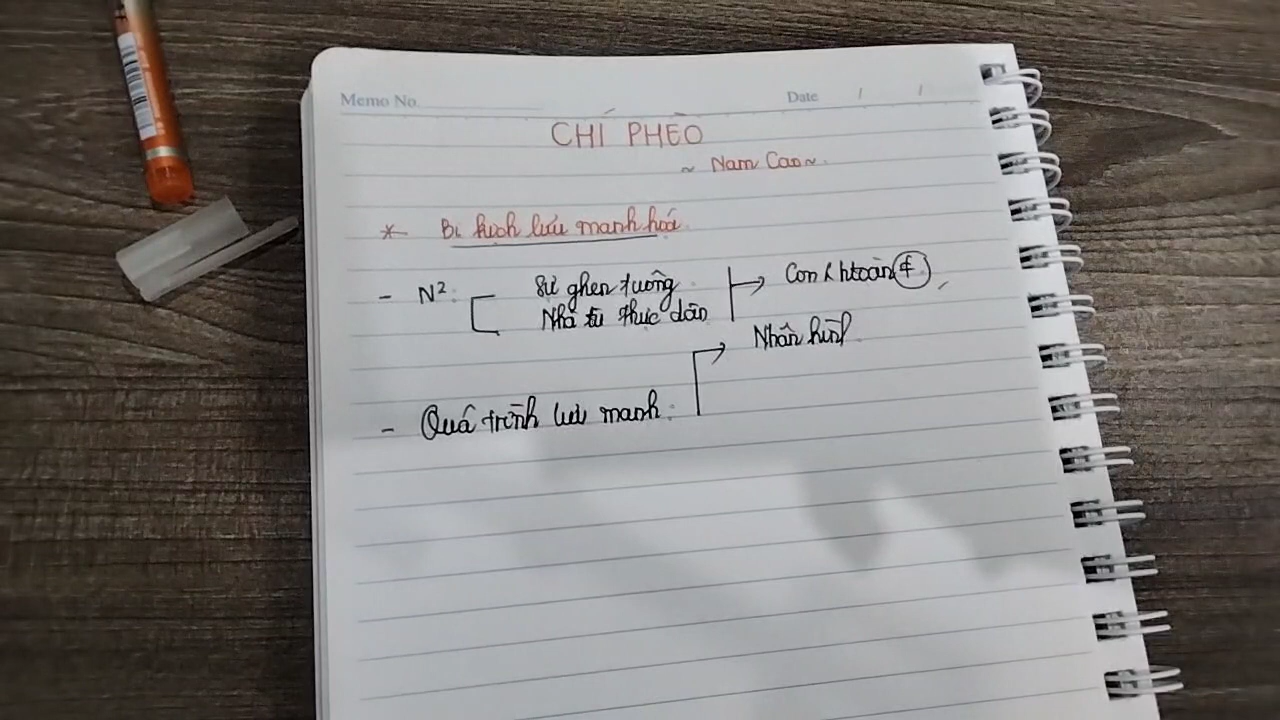 Memo No.
Date / /
CHÍ PHÈO
~ Nam Cao ~
* Bi kịch lưu manh hoá
- N²: Sự ghen tuông
Nhà tù thực dân
Con
Nhân hình
- Quá trình lưu manh: